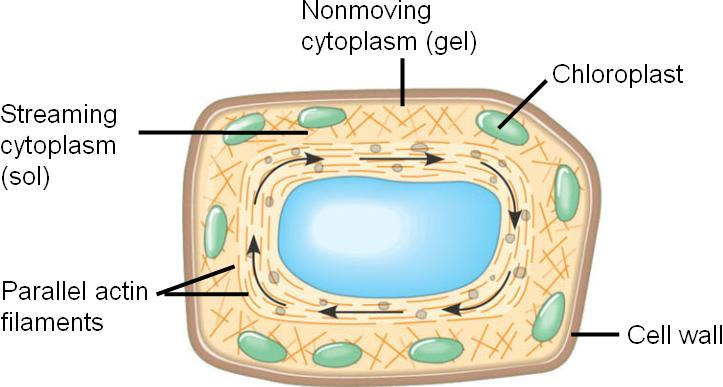 Nonmoving
cytoplasm (gel)
Chloroplast
Streaming
cytoplasm
(sol)
Parallel actin
filaments
Cell wall